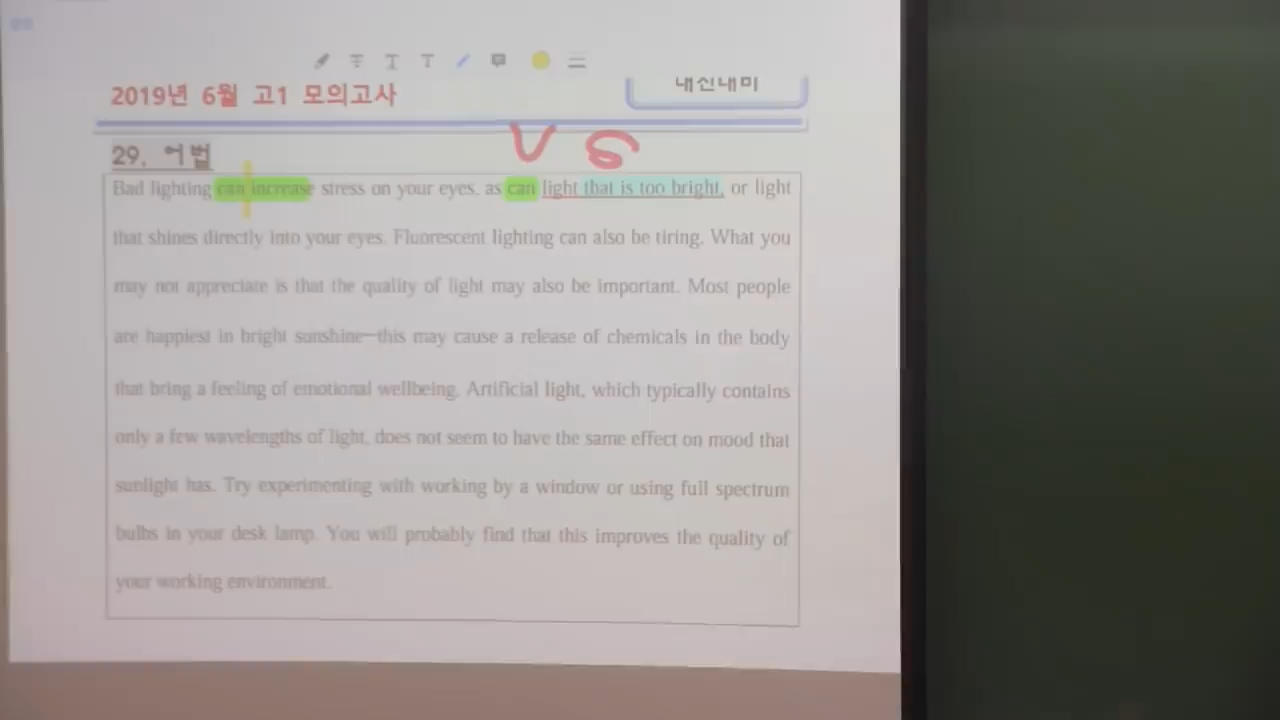 2019년 6월 고1 모의고사
내신내비
V S
29. 어법
Bad lighting can increase stress on your eyes, as can light that is too bright, or light
that shines directly into your eyes. Fluorescent lighting can also be tiring. What you
may not appreciate is that the quality of light may also be important. Most people
are happiest in bright sunshine—this may cause a release of chemicals in the body
that bring a feeling of emotional wellbeing. Artificial light, which typically contains
only a few wavelengths of light, does not seem to have the same effect on mood that
sunlight has. Try experimenting with working by a window or using full spectrum
bulbs in your desk lamp. You will probably find that this improves the quality of
your working environment.